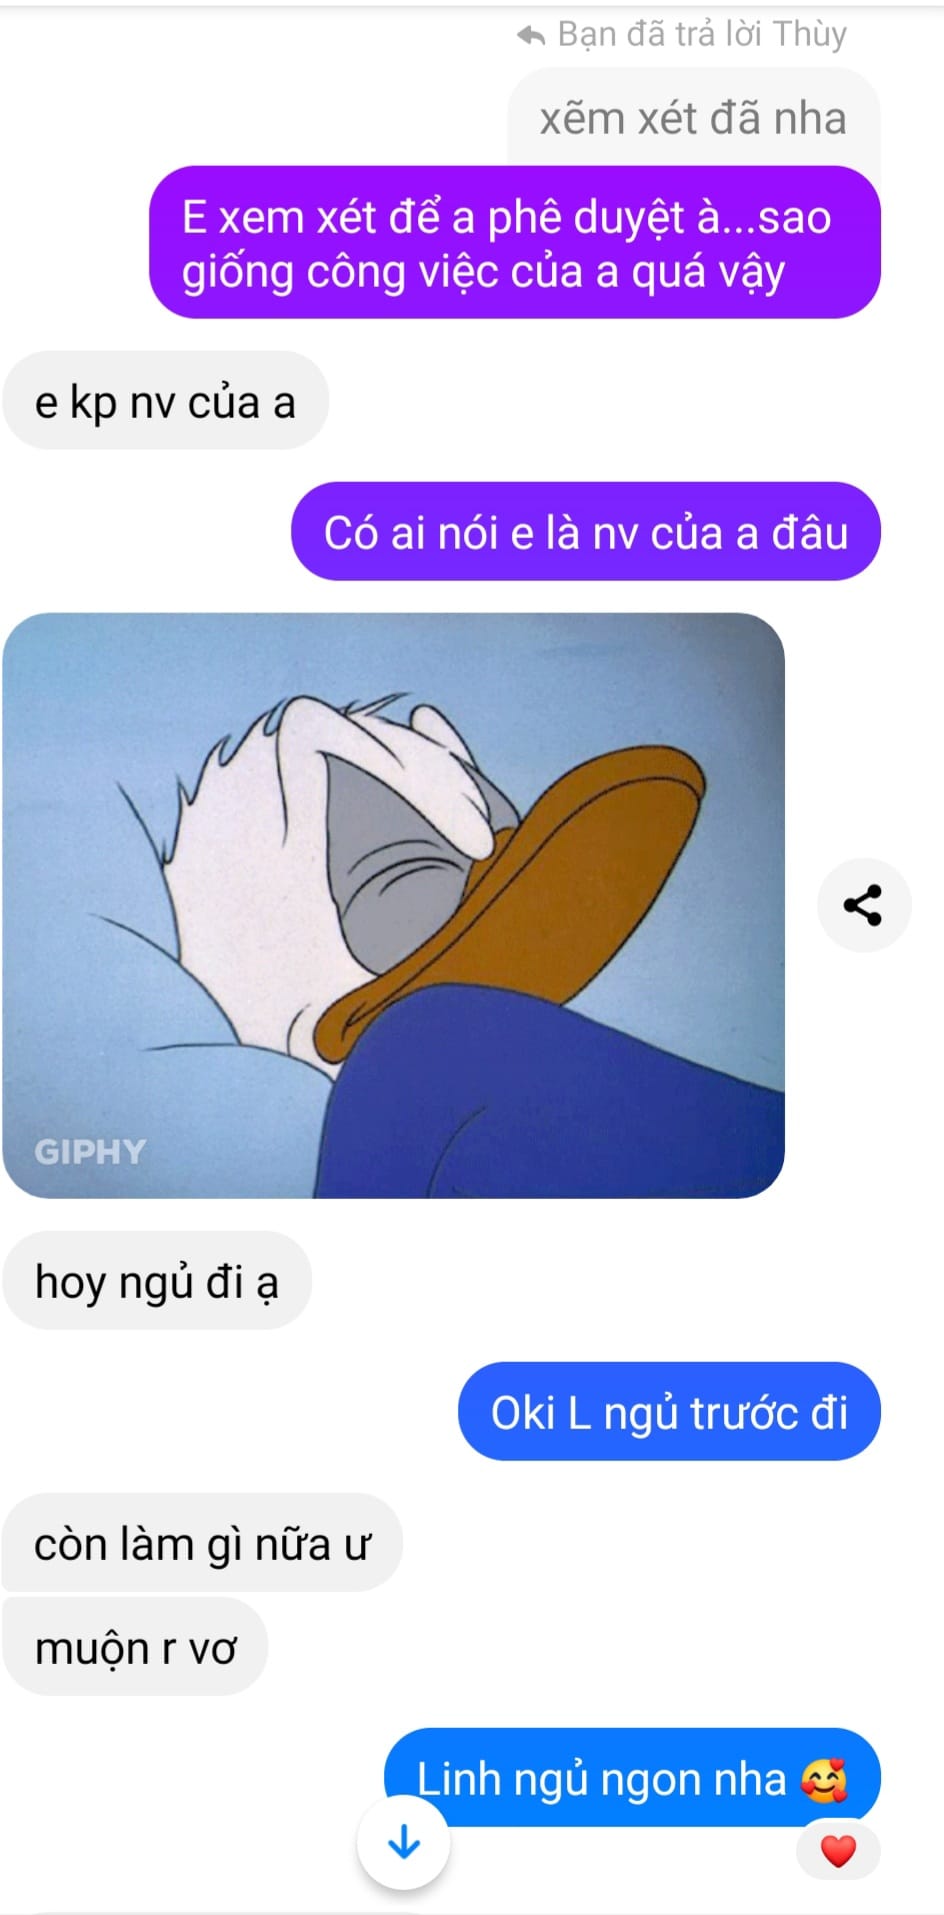 Bạn đã trả lời Thùy
xẽm xét đã nha
E xem xét để a phê duyệt à...sao
giống công việc của a quá vậy
e kp nv của a
Có ai nói e là nv của a đâu
GIPHY
hoy ngủ đi ạ
Oki L ngủ trước đi
còn làm gì nữa ư
muộn r vơ
Linh ngủ ngon nha 🥰
❤️